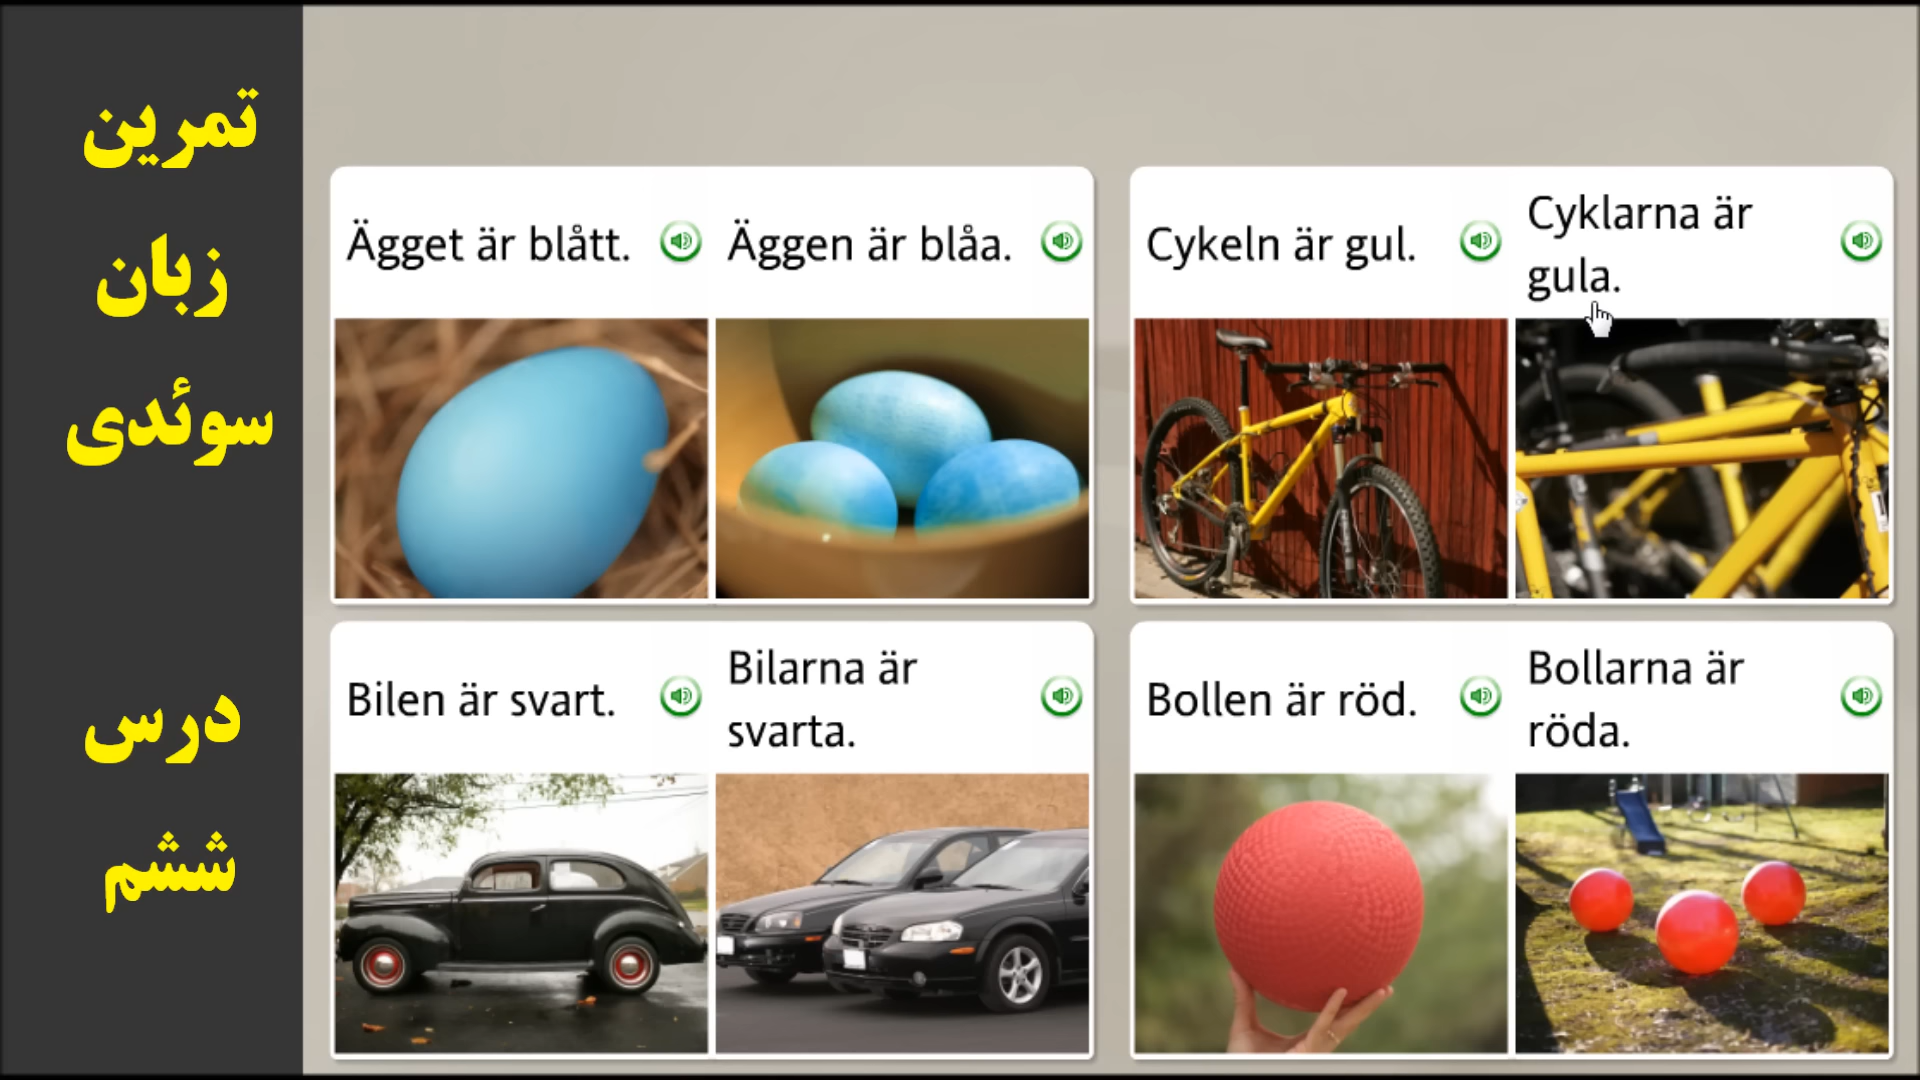 تمرین
زبان
سوئدی
درس
ششم
Ägget är blått.
Äggen är blåa.
Cykeln är gul.
Cyklarna är
gula.
Bilen är svart.
Bilarna är
svarta.
Bollen är röd.
Bollarna är
röda.